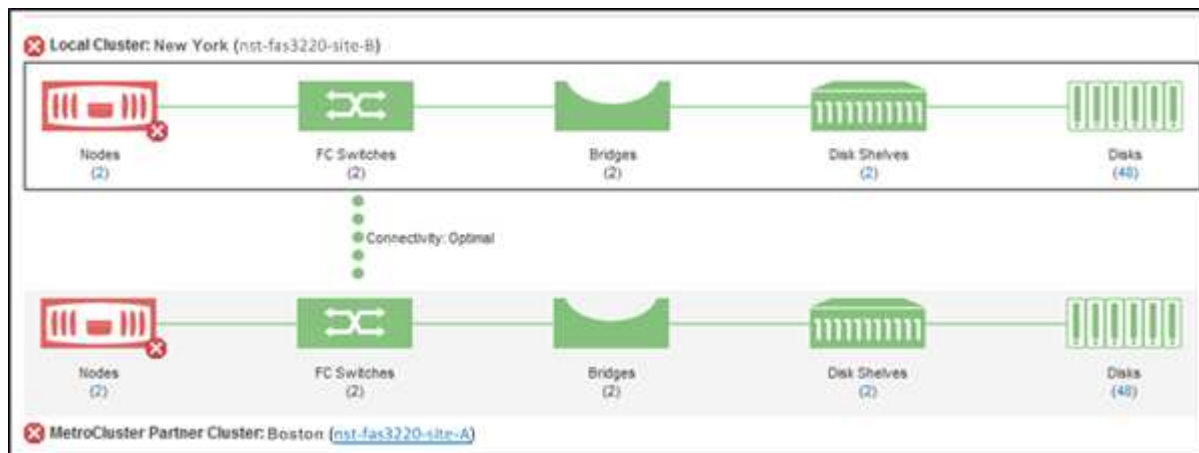 Local Cluster: New York (nst-fas3220-site-B)
Nodes FC Switches Bridges Disk Shelves Disks
(2) (2) (2) (2) (48)
Connectivity: Optimal
Nodes FC Switches Bridges Disk Shelves Disks
(2) (2) (2) (2) (48)
MetroCluster Partner Cluster: Boston (nst-fas3220-site-A)